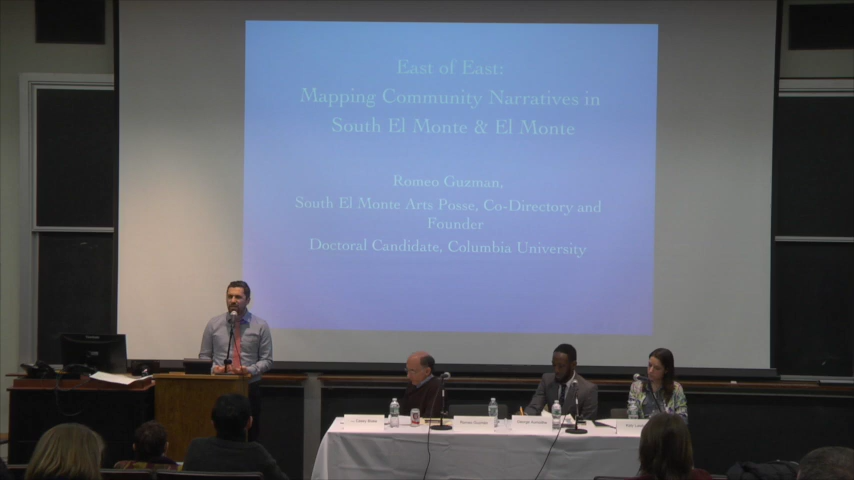 East of East:
Mapping Community Narratives in
South El Monte & El Monte
Romeo Guzman,
South El Monte Arts Posse, Co-Directory and
Founder
Doctoral Candidate, Columbia University